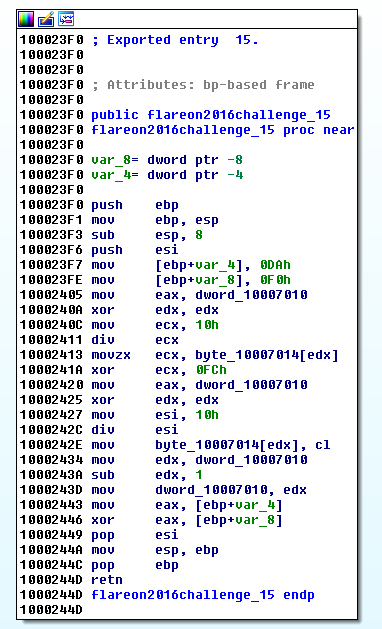 100023F0 ; Exported entry  15.
100023F0
100023F0
100023F0 ; Attributes: bp-based frame
100023F0
100023F0 public flareon2016challenge_15
100023F0 flareon2016challenge_15 proc near
100023F0
100023F0 var_8= dword ptr -8
100023F0 var_4= dword ptr -4
100023F0
100023F0 push    ebp
100023F1 mov     ebp, esp
100023F3 sub     esp, 8
100023F6 push    esi
100023F7 mov     [ebp+var_4], 0DAh
100023FE mov     [ebp+var_8], 0F0h
10002405 mov     eax, dword_10007010
1000240A xor     edx, edx
1000240C mov     ecx, 10h
10002411 div     ecx
10002413 movzx   ecx, byte_10007014[edx]
1000241A xor     ecx, 0FCh
10002420 mov     eax, dword_10007010
10002425 xor     edx, edx
10002427 mov     esi, 10h
1000242C div     esi
1000242E mov     byte_10007014[edx], cl
10002434 mov     edx, dword_10007010
1000243A sub     edx, 1
1000243D mov     dword_10007010, edx
10002443 mov     eax, [ebp+var_4]
10002446 xor     eax, [ebp+var_8]
10002449 pop     esi
1000244A mov     esp, ebp
1000244C pop     ebp
1000244D retn
1000244D flareon2016challenge_15 endp
1000244D